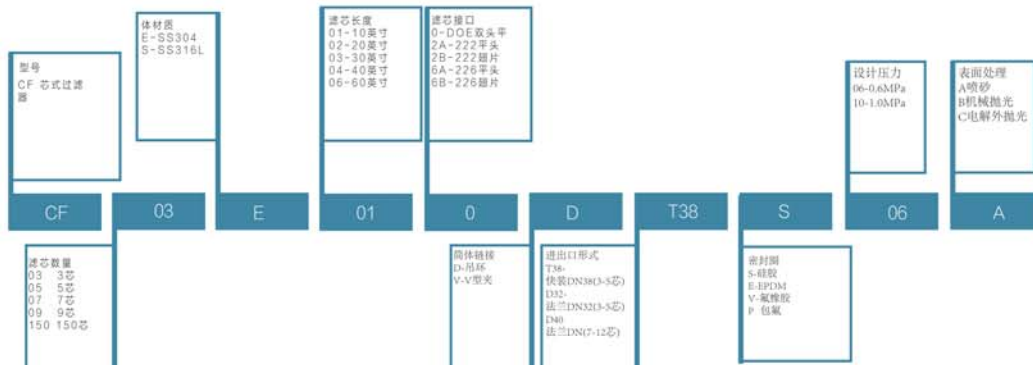 型号
CF 芯式过滤
器
体材质
E-SS304
S-SS316L
滤芯长度
01-10英寸
02-20英寸
03-30英寸
04-40英寸
06-60英寸
滤芯接口
0-DOE双头平
2A-222平头
2B-222翅片
6A-226平头
6B-226翅片
设计压力
06-0.6MPa
10-1.0MPa
表面处理
A喷砂
B机械抛光
C电解外抛光
CF
03
E
01
0
D
T38
S
06
A
滤芯数量
03 3芯
05 5芯
07 7芯
09 9芯
150 150芯
筒体链接
D-吊环
V-V型夹
进出口形式
T38-
快装DN38(3-5芯)
D32-
法兰DN32(3-5芯)
D40
法兰DN(7-12芯)
密封圈
S-硅胶
E-EPDM
V-氟橡胶
P 包氟